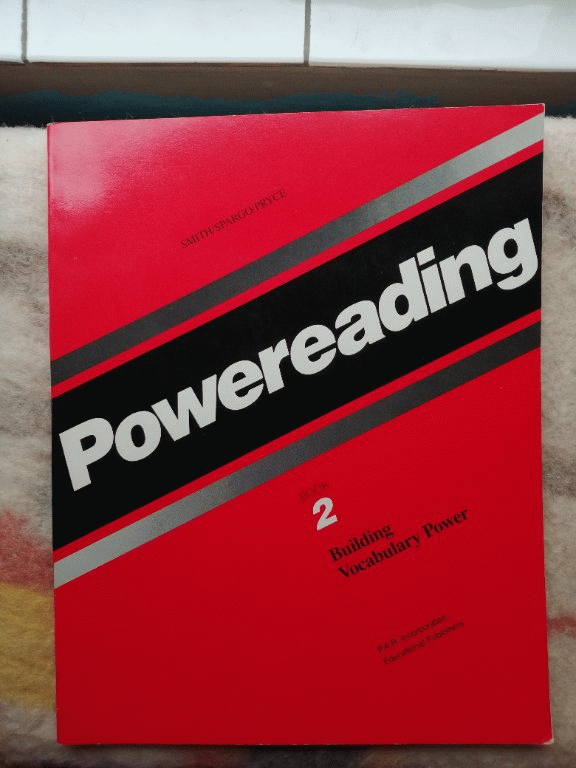 SMITH/SPARGO/PRYCE
Powereading
BOOK
2
Building
Vocabulary Power
P.A.R. Incorporated
Educational Publishers